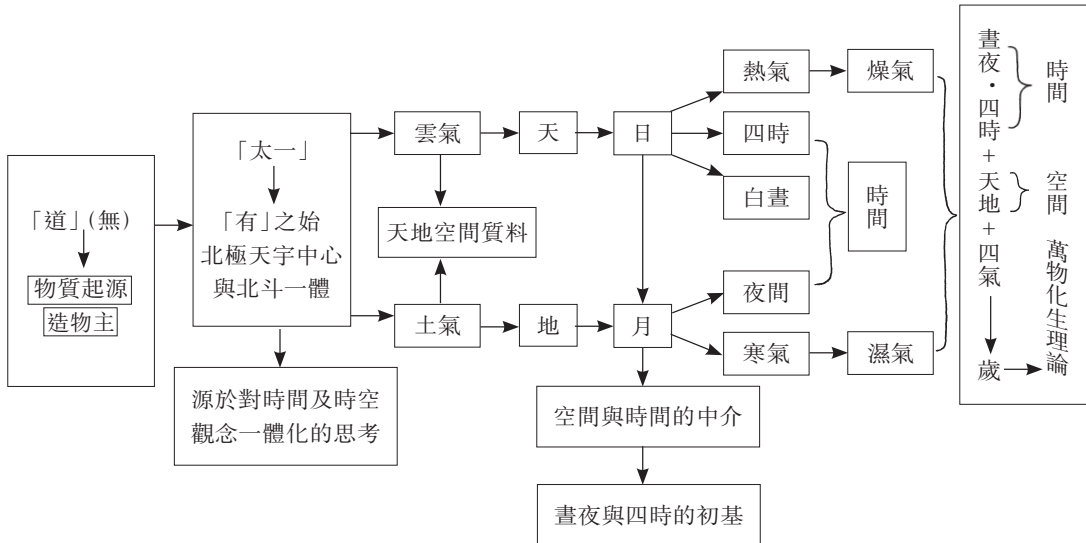 「道」(無)
物質起源
造物主
「太一」
「有」之始
北極天宇中心
與北斗一體
源於對時間及時空
觀念一體化的思考
雲氣
天地空間質料
土氣
天
地
日
月
空間與時間的中介
晝夜與四時的初基
熱氣
四時
白晝
夜間
寒氣
燥氣
時間
濕氣
晝夜·四時+天地+四氣
歲
時間
空間
萬物化生理論